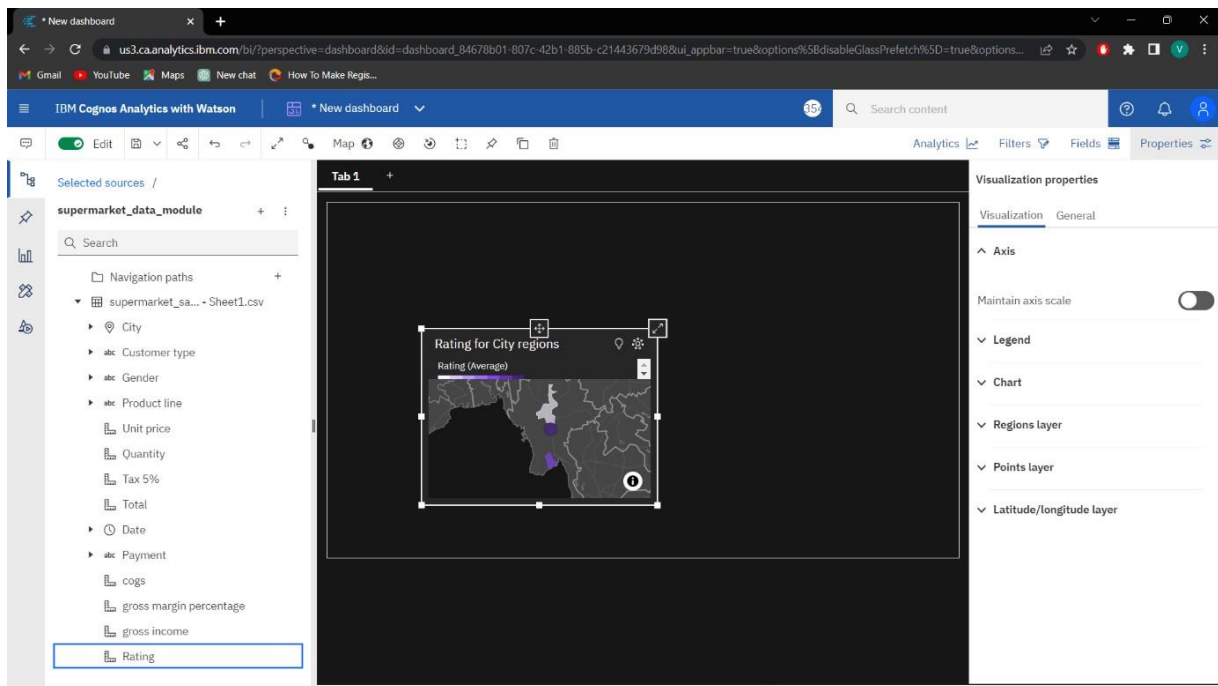 * New dashboard
us3.ca.analytics.ibm.com/bi/?perspective=dashboard&id=dashboard_84678b01-807c-42b1-885b-c21443679d98&ui_appbar=true&options%5BdisableGlassPrefetch%5D=true&options...
Gmail YouTube Maps New chat How To Make Regis...
IBM Cognos Analytics with Watson * New dashboard 354 Search content
Edit Map Analytics Filters Fields Properties
Selected sources /
supermarket_data_module
Search
Navigation paths
supermarket_sa... - Sheet1.csv
City
abc Customer type
abc Gender
abc Product line
Unit price
Quantity
Tax 5%
Total
Date
abc Payment
cogs
gross margin percentage
gross income
Rating
Tab 1
Rating for City regions
Rating (Average)
Visualization properties
Visualization General
Axis
Maintain axis scale
Legend
Chart
Regions layer
Points layer
Latitude/longitude layer